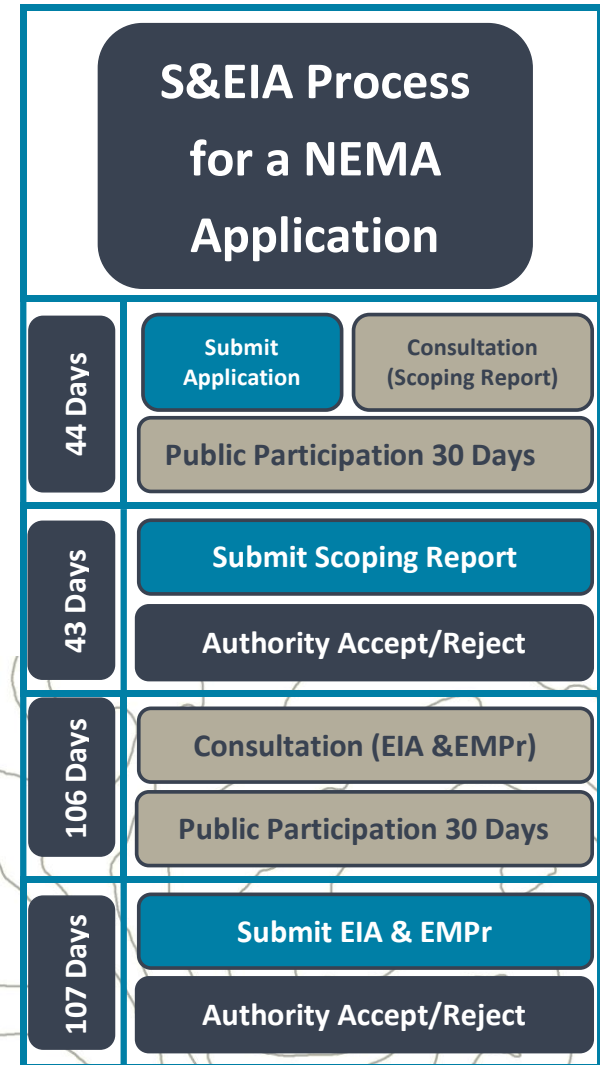 S&EIA Process
for a NEMA
Application
44 Days
Submit
Application
Consultation
(Scoping Report)
Public Participation 30 Days
43 Days
Submit Scoping Report
Authority Accept/Reject
106 Days
Consultation (EIA &EMPr)
Public Participation 30 Days
107 Days
Submit EIA & EMPr
Authority Accept/Reject